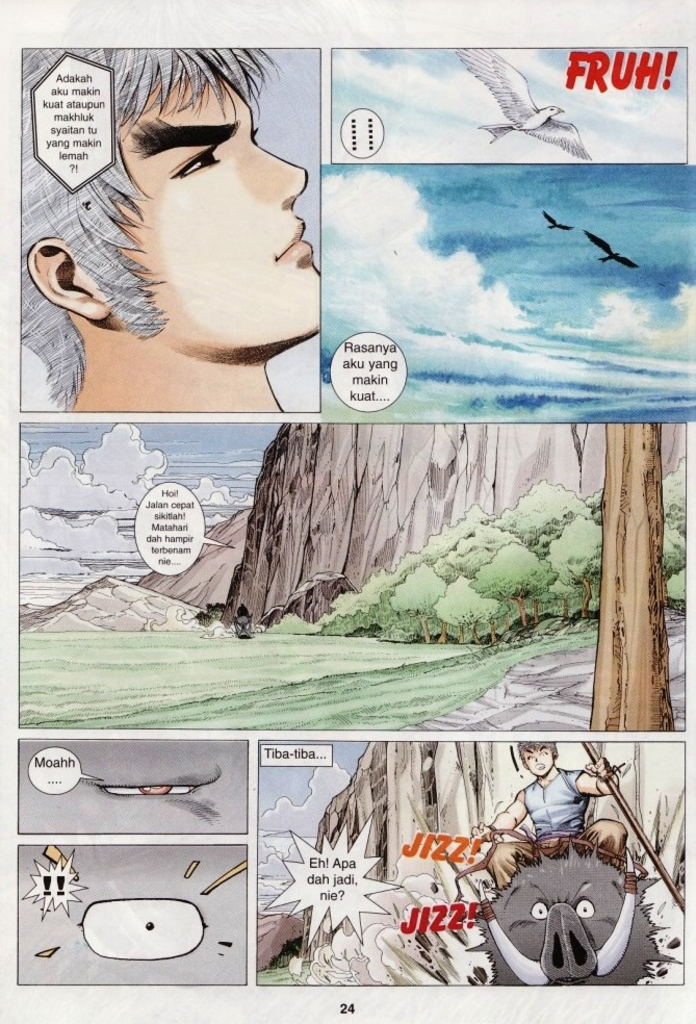 Adakah
aku makin
kuat ataupun
makhluk
syaitan tu
yang makin
lemah
?!
FRUH!
!!
Rasanya
aku yang
makin
kuat....
Hoi!
Jalan cepat
sikitlah!
Matahari
dah hampir
terbenam
nie....
Moahh
....
!!
Tiba-tiba...
JIZZ!
Eh! Apa
dah jadi,
nie?
JIZZ!
24